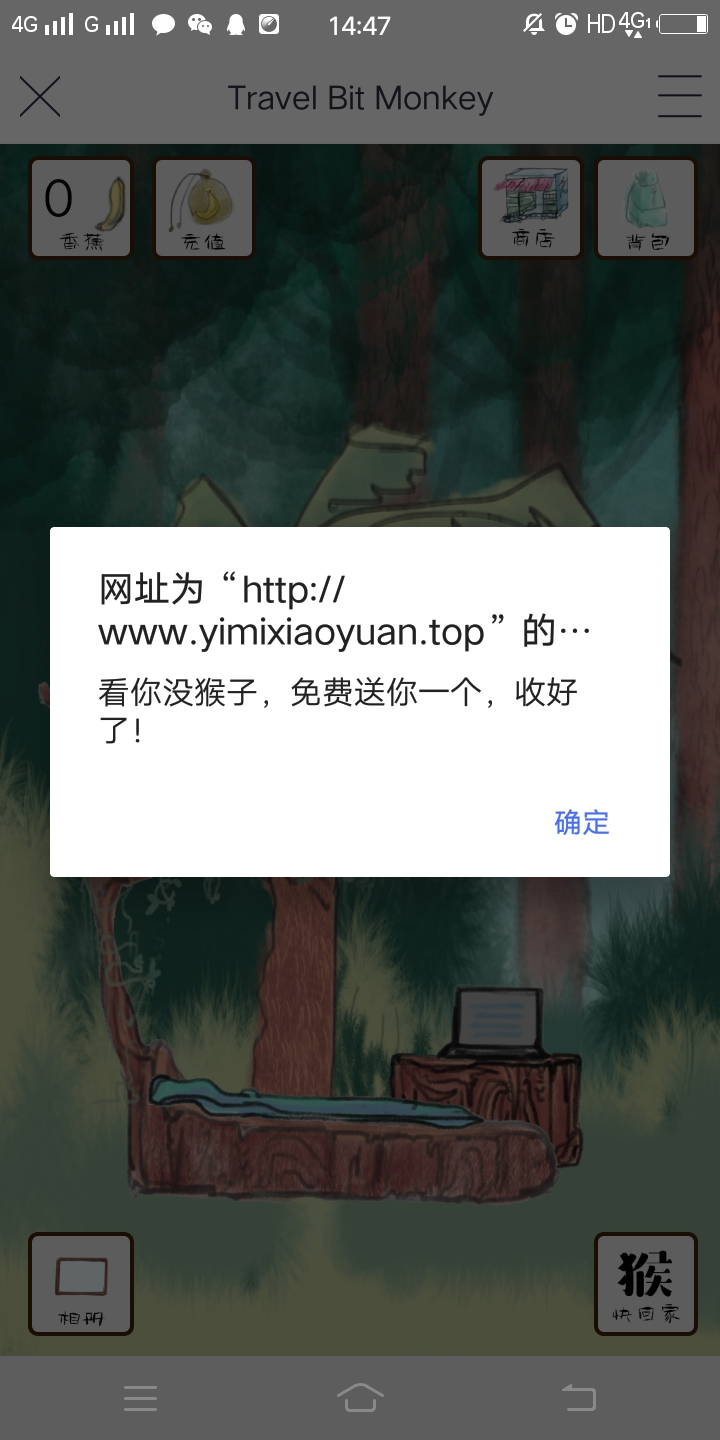 4G G 14:47 HD 4G 1
Travel Bit Monkey
0
香蕉
充值
商店
背包
网址为“http://
www.yimixiaoyuan.top”的…
看你没猴子，免费送你一个，收好
了！
确定
相册
猴
快回家